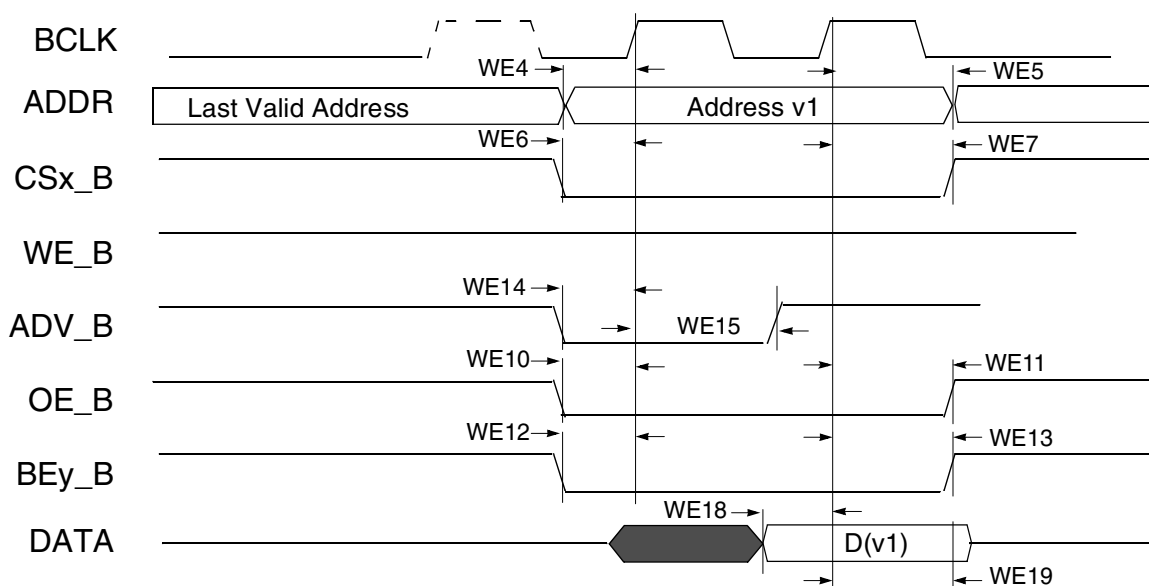 BCLK
WE4 WE5
ADDR Last Valid Address Address v1
WE6 WE7
CSx_B
WE_B
WE14
ADV_B WE15
WE10 WE11
OE_B
WE12 WE13
BEy_B
WE18
DATA D(v1)
WE19